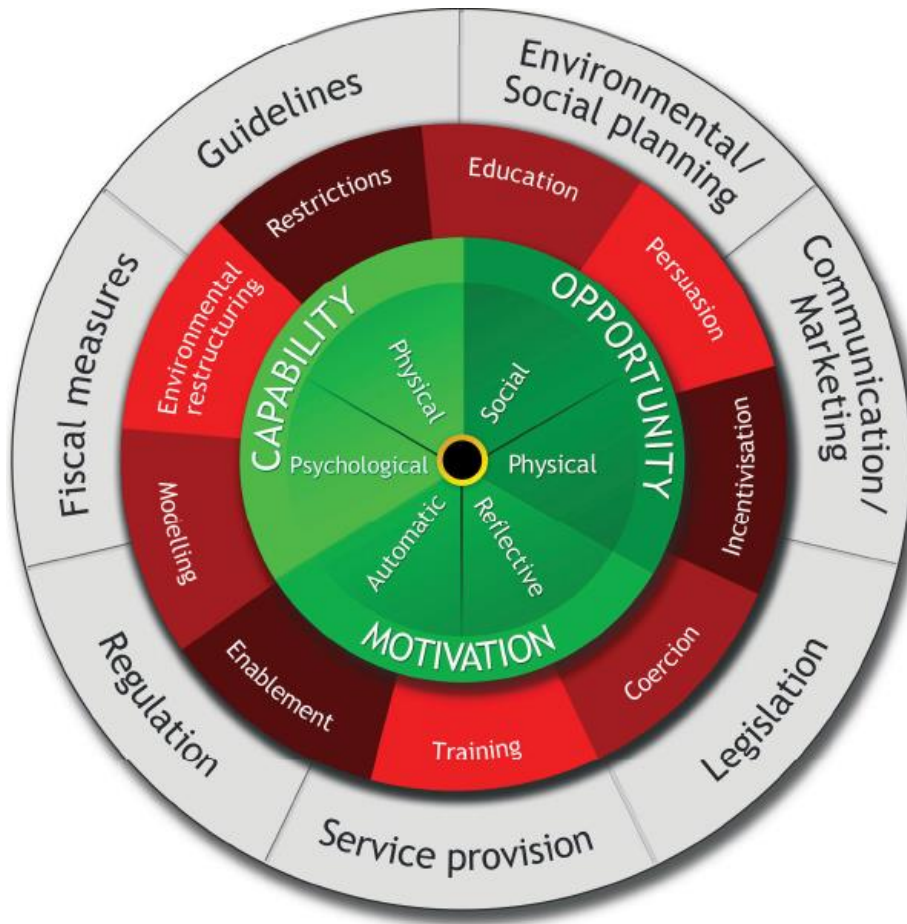 Environmental/
Social planning
Communication/
Marketing
Legislation
Service provision
Regulation
Fiscal measures
Guidelines
Education
Persuasion
Incentivisation
Coercion
Training
Enablement
Modelling
Environmental
restructuring
Restrictions
CAPABILITY
Physical
Psychological
OPPORTUNITY
Social
Physical
MOTIVATION
Automatic
Reflective